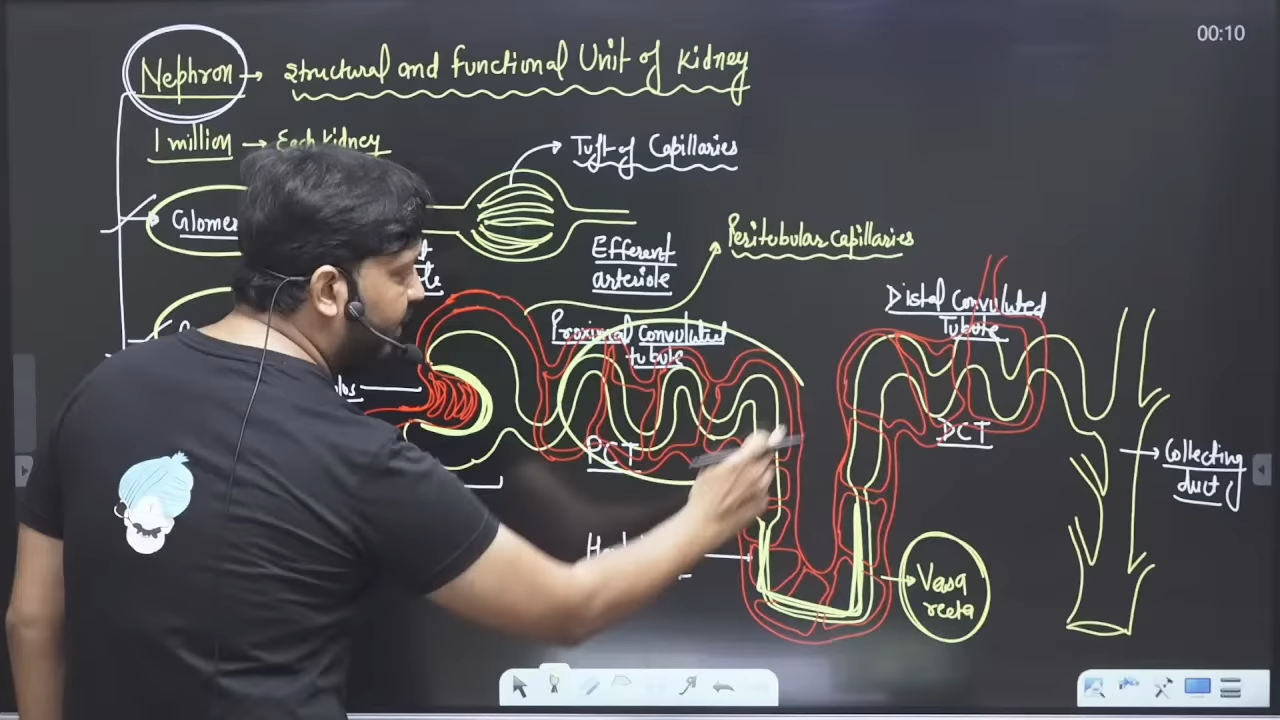 00:10
Nephron → Structural and functional Unit of Kidney
1 million → Each Kidney
Tuft of Capillaries
Glomer
Efferent
arteriole
Peritubular Capillaries
Distal Convoluted
Tubule
Proximal Convoluted
tubule
PCT
DCT
Collecting
duct
Vasa
recta